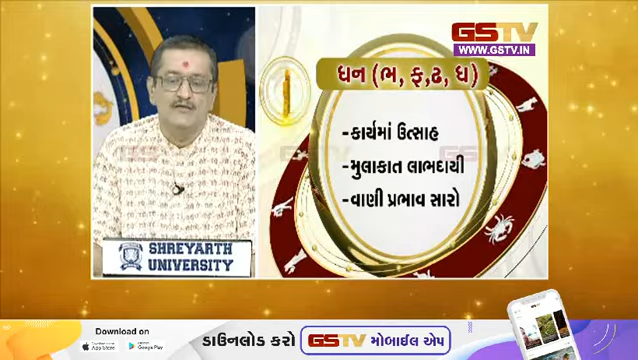 GSTV
WWW.GSTV.IN
ધન (ભ, ફ,ઢ, ધ)
-કાર્યમાં ઉત્સાહ
-મુલાકાત લાભદાયી
-વાણી પ્રભાવ સારો
SHREYARTH
UNIVERSITY
Download on
App Store
Google Play
ડાઉનલોડ કરો GSTV મોબાઈલ એપ